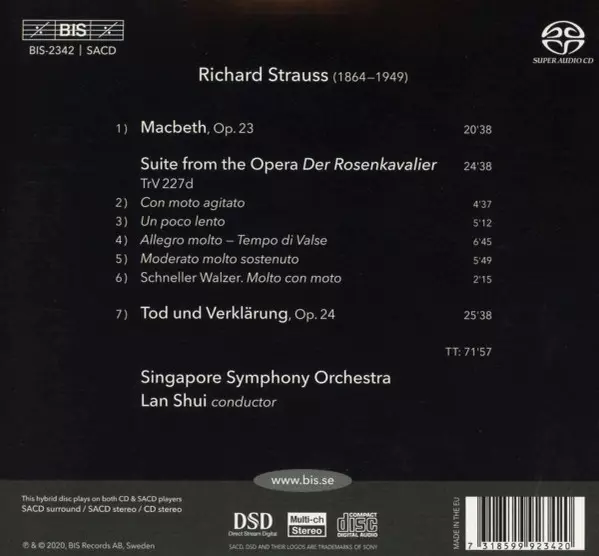 BIS
BIS-2342 | SACD
SUPER AUDIO CD
Richard Strauss (1864–1949)
1) Macbeth, Op. 23 20'38
Suite from the Opera Der Rosenkavalier 24'38
TrV 227d
2) Con moto agitato 4'37
3) Un poco lento 5'12
4) Allegro molto – Tempo di Valse 6'45
5) Moderato molto sostenuto 5'49
6) Schneller Walzer. Molto con moto 2'15
7) Tod und Verklärung, Op. 24 25'38
TT: 71'57
Singapore Symphony Orchestra
Lan Shui conductor
www.bis.se
This hybrid disc plays on both CD & SACD players
SACD surround / SACD stereo / CD stereo
℗ & © 2020, BIS Records AB, Sweden
DSD
Direct Stream Digital
Multi-ch
Stereo
COMPACT
disc
DIGITAL AUDIO
SACD, DSD AND THEIR LOGOS ARE TRADEMARKS OF SONY
MADE IN THE EU
7 318599 923420